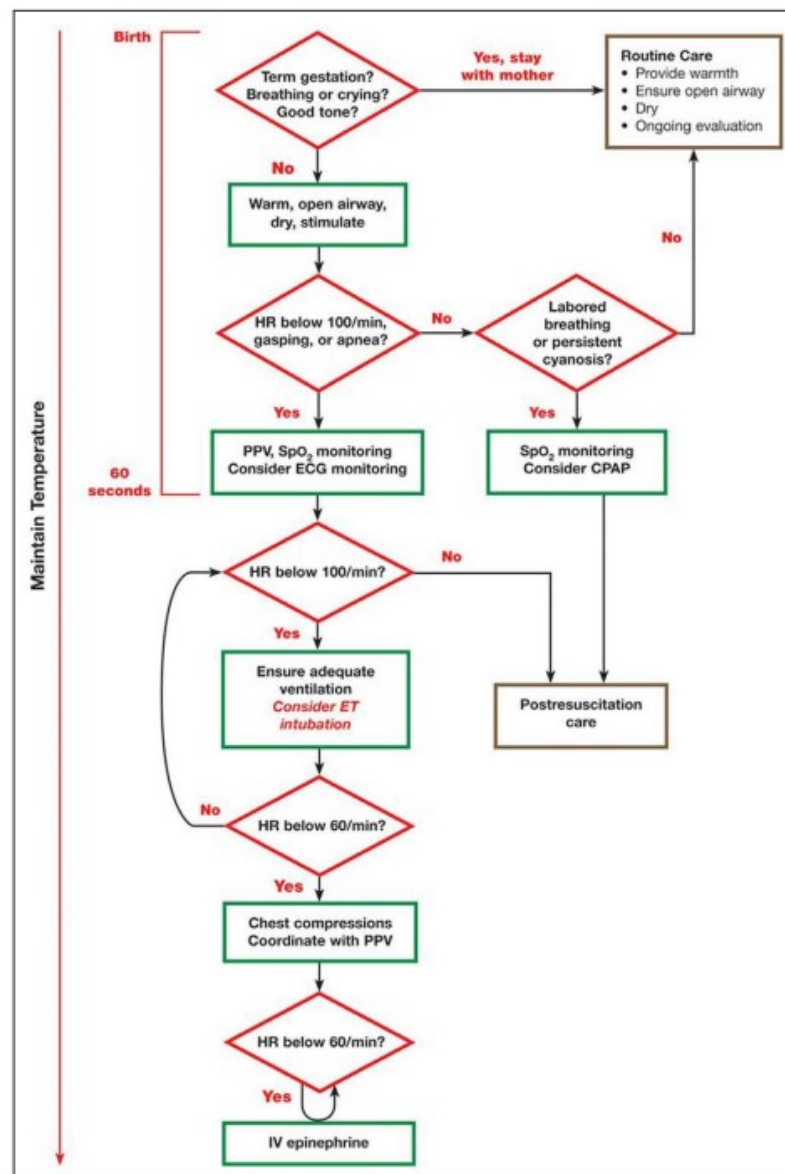 Birth
Term gestation?
Breathing or crying?
Good tone?
Yes, stay
with mother
Routine Care
• Provide warmth
• Ensure open airway
• Dry
• Ongoing evaluation
No
Warm, open airway,
dry, stimulate
No
HR below 100/min,
gasping, or apnea?
No
Labored
breathing
or persistent
cyanosis?
Yes
Yes
PPV, SpO₂ monitoring
Consider ECG monitoring
SpO₂ monitoring
Consider CPAP
60
seconds
Maintain Temperature
HR below 100/min?
No
Yes
Ensure adequate
ventilation
Consider ET
intubation
Postresuscitation
care
No
HR below 60/min?
Yes
Chest compressions
Coordinate with PPV
HR below 60/min?
Yes
IV epinephrine